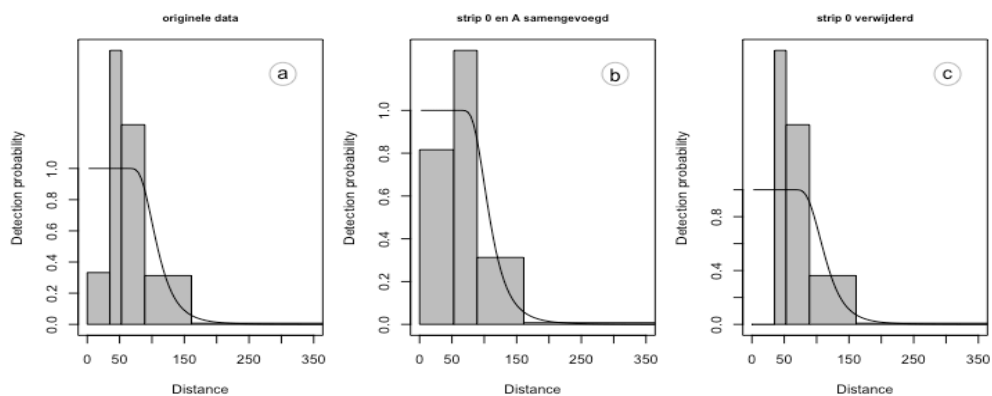 originele data
a
Detection probability
0.0 0.2 0.4 0.6 0.8 1.0
0 50 150 250 350
Distance
strip 0 en A samengevoegd
b
Detection probability
0.0 0.2 0.4 0.6 0.8 1.0
0 50 150 250 350
Distance
strip 0 verwijderd
c
Detection probability
0.0 0.4 0.8
0 50 150 250 350
Distance